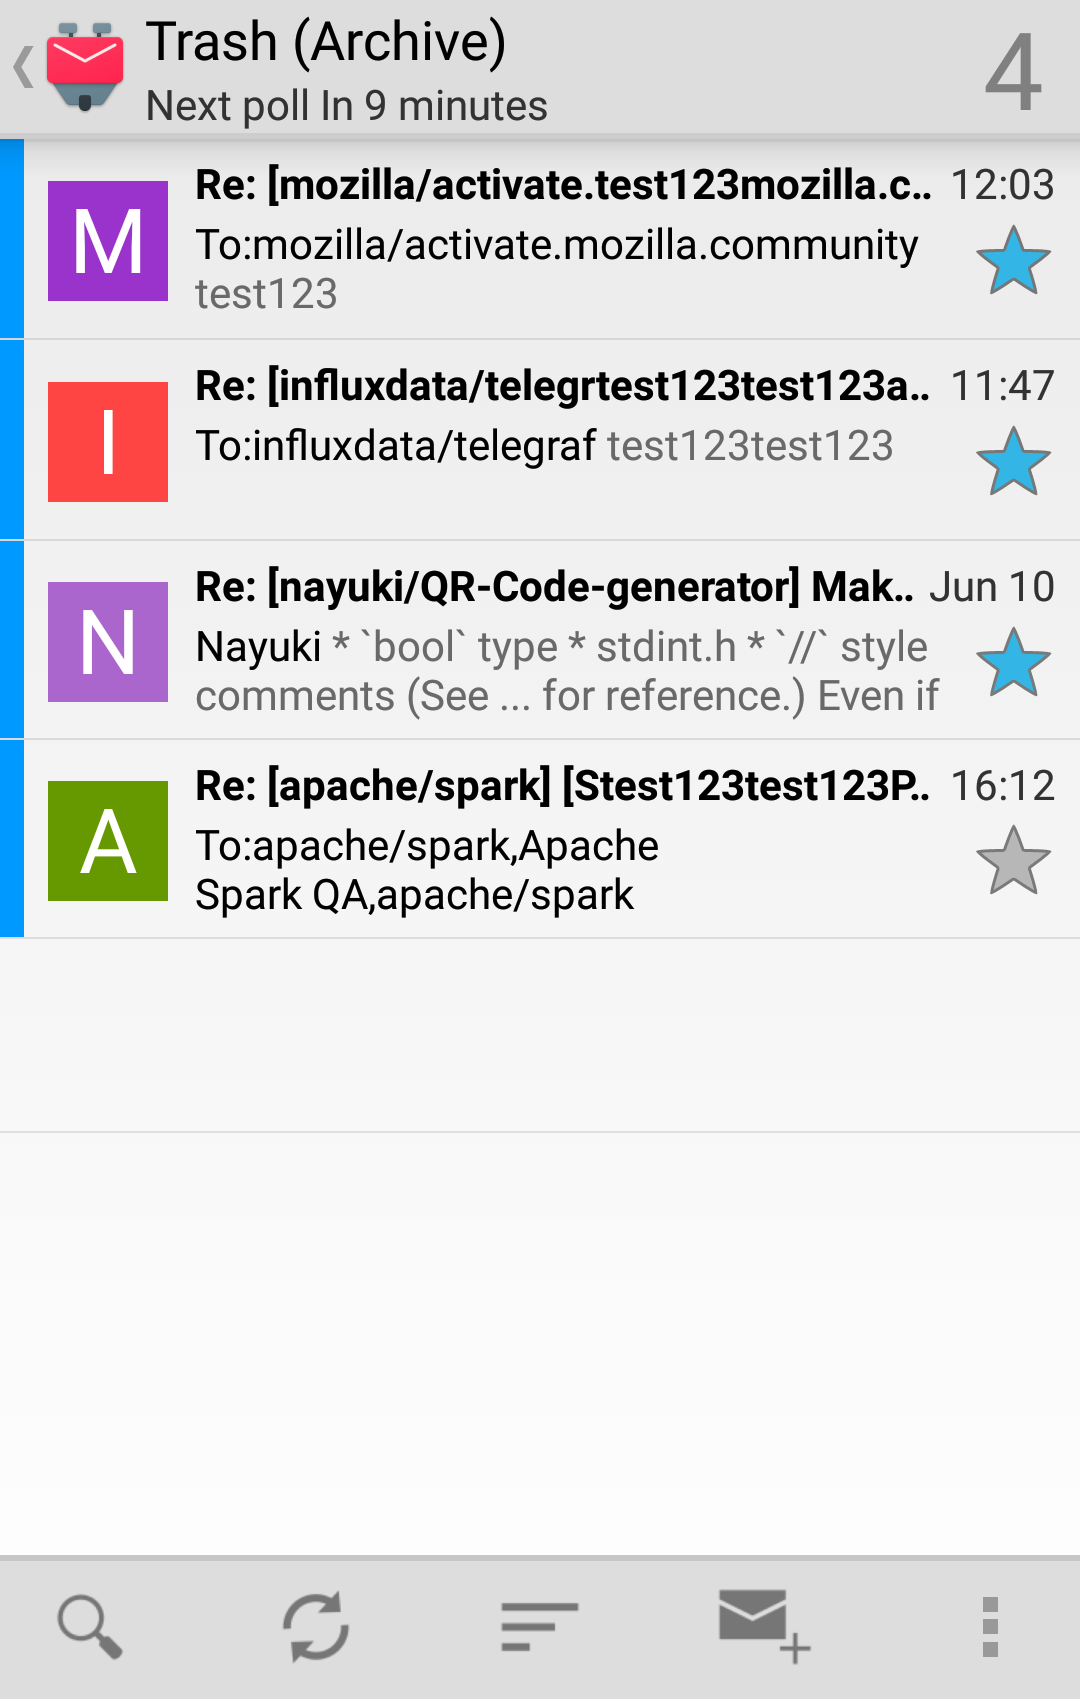 Trash (Archive)
Next poll In 9 minutes
4
M
Re: [mozilla/activate.test123mozilla.c..
12:03
To:mozilla/activate.mozilla.community
test123
I
Re: [influxdata/telegrtest123test123a..
11:47
To:influxdata/telegraf test123test123
N
Re: [nayuki/QR-Code-generator] Mak..
Jun 10
Nayuki * `bool` type * stdint.h * `//` style
comments (See ... for reference.) Even if
A
Re: [apache/spark] [Stest123test123P..
16:12
To:apache/spark,Apache
Spark QA,apache/spark